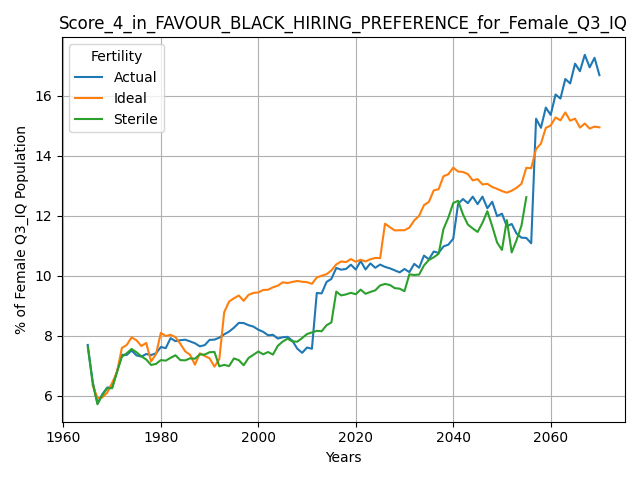 Score_4_in_FAVOUR_BLACK_HIRING_PREFERENCE_for_Female_Q3_IQ
Fertility
Actual
Ideal
Sterile
% of Female Q3_IQ Population
16
14
12
10
8
6
1960
1980
2000
2020
2040
2060
Years